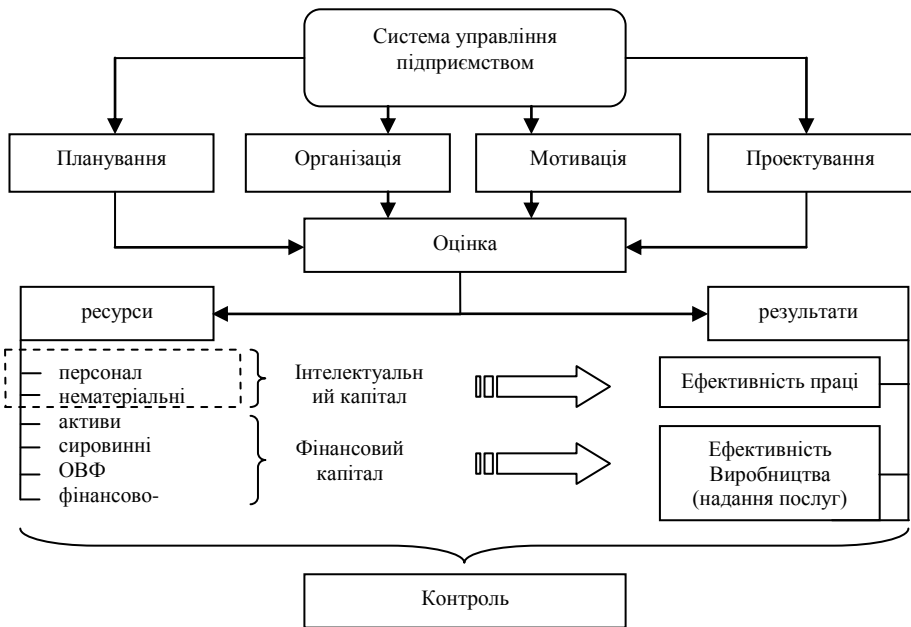 Система управління
підприємством
Планування
Організація
Мотивація
Проектування
Оцінка
ресурси
результати
персонал
нематеріальні
активи
сировинні
ОВФ
фінансово-
Інтелектуальн
ий капітал
Фінансовий
капітал
Ефективність праці
Ефективність
Виробництва
(надання послуг)
Контроль